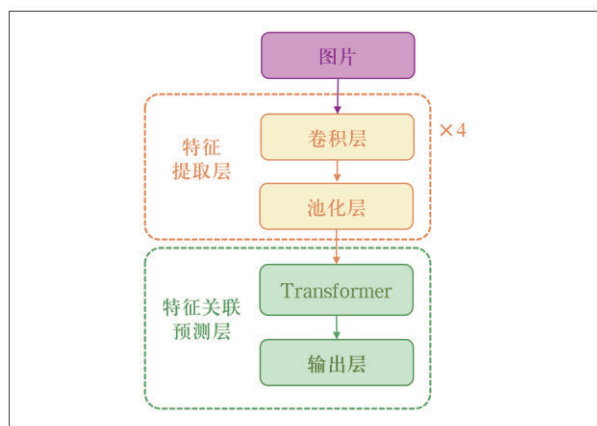 图片
特征
提取层
卷积层
×4
池化层
特征关联
预测层
Transformer
输出层